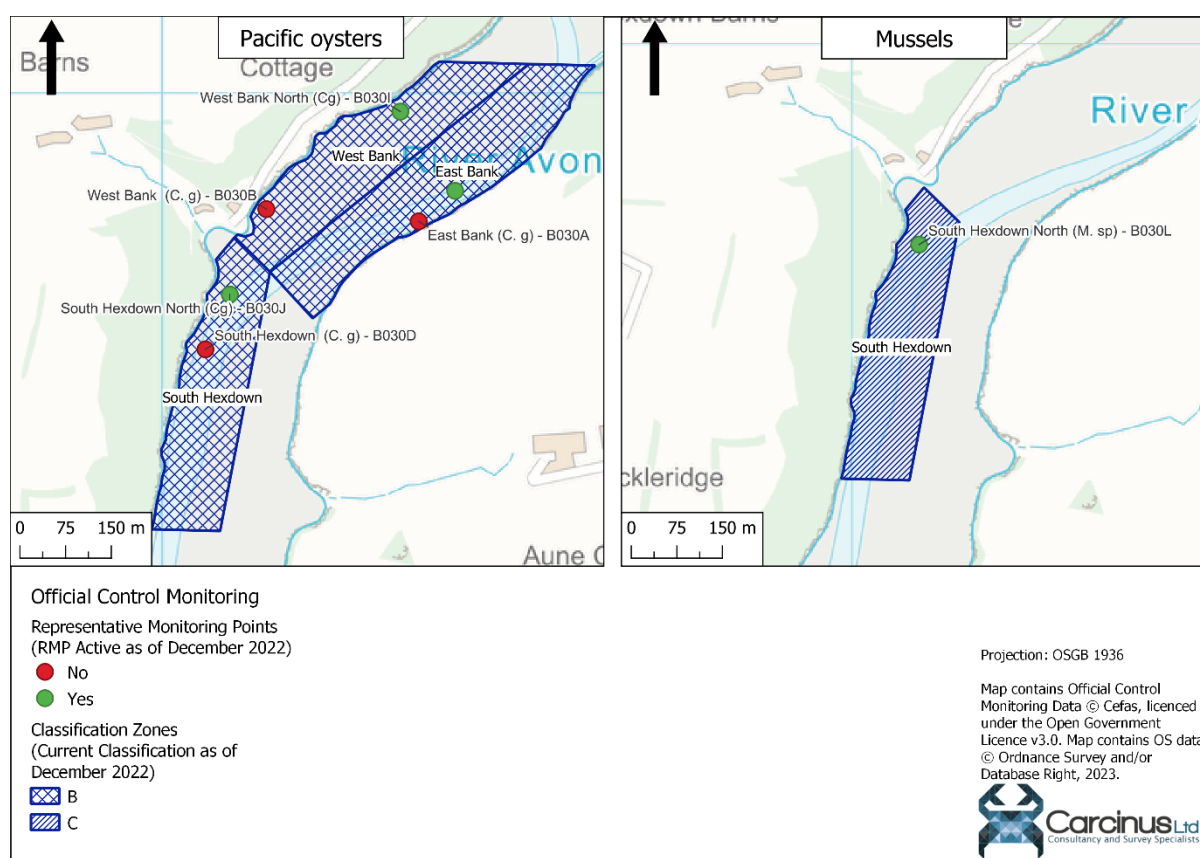 Pacific oysters
Barns
Cottage
West Bank North (Cg) - B030I
West Bank
River Avon
East Bank
West Bank (C. g) - B030B
East Bank (C. g) - B030A
South Hexdown North (Cg) - B030J
South Hexdown (C. g) - B030D
South Hexdown
0 75 150 m
Aune C
Mussels
xdown Barns
e
River
South Hexdown North (M. sp) - B030L
South Hexdown
ckleridge
0 75 150 m
Official Control Monitoring
Representative Monitoring Points
(RMP Active as of December 2022)
No
Yes
Classification Zones
(Current Classification as of
December 2022)
B
C
Projection: OSGB 1936
Map contains Official Control
Monitoring Data © Cefas, licenced
under the Open Government
Licence v3.0. Map contains OS data
© Ordnance Survey and/or
Database Right, 2023.
Carcinus Ltd
Consultancy and Survey Specialists